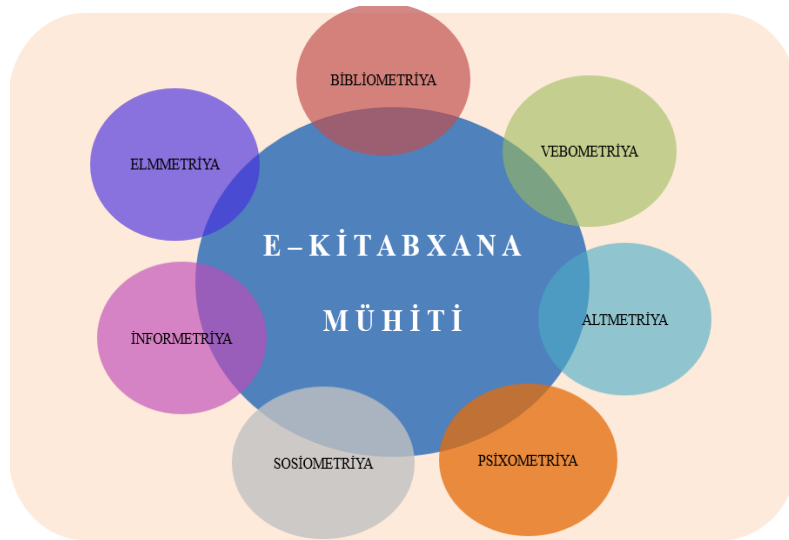 BİBLİOMETRİYA
VEBOMETRİYA
ELMMETRİYA
E – KİTABXANA
MÜHİTİ
ALTMETRİYA
İNFORMETRİYA
SOSİOMETRİYA
PSİXOMETRİYA